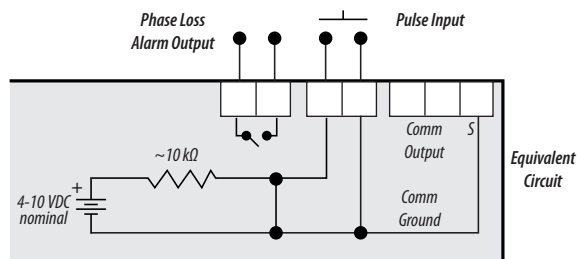 Phase Loss
Alarm Output
Pulse Input
Comm
Output
S
Equivalent
Circuit
~10 kΩ
+
4-10 VDC
nominal
Comm
Ground